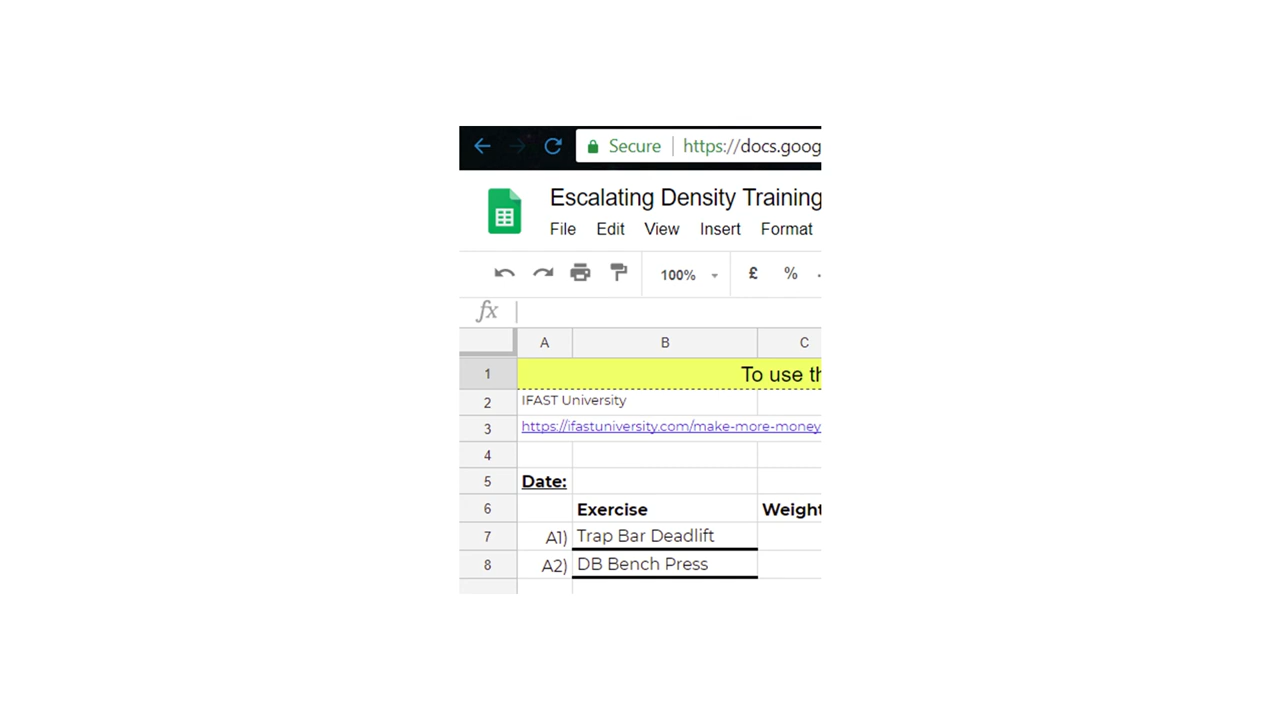 Secure | https://docs.goog
Escalating Density Training
File Edit View Insert Format
100% £ % .
fx
A B C
1 To use th
2 IFAST University
3 https://ifastuniversity.com/make-more-money
4
5 Date:
6 Exercise Weight
7 A1) Trap Bar Deadlift
8 A2) DB Bench Press